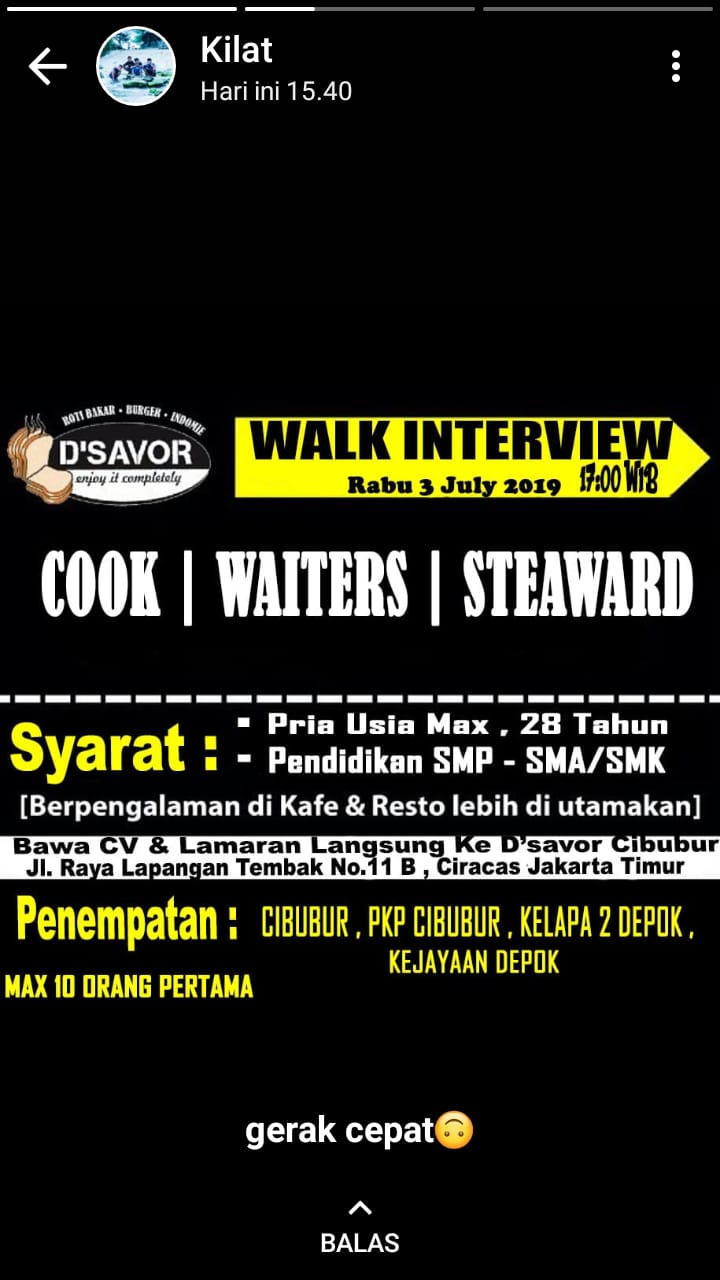 Kilat
Hari ini 15.40
ROTI BAKAR • BURGER • INDOMIE
D'SAVOR
enjoy it completely
WALK INTERVIEW
Rabu 3 July 2019 17:00 WIB
COOK | WAITERS | STEAWARD
Syarat :
- Pria Usia Max , 28 Tahun
- Pendidikan SMP - SMA/SMK
[Berpengalaman di Kafe & Resto lebih di utamakan]
Bawa CV & Lamaran Langsung Ke D'savor Cibubur
Jl. Raya Lapangan Tembak No.11 B , Ciracas Jakarta Timur
Penempatan : CIBUBUR , PKP CIBUBUR , KELAPA 2 DEPOK ,
KEJAYAAN DEPOK
MAX 10 ORANG PERTAMA
gerak cepat🙃
BALAS